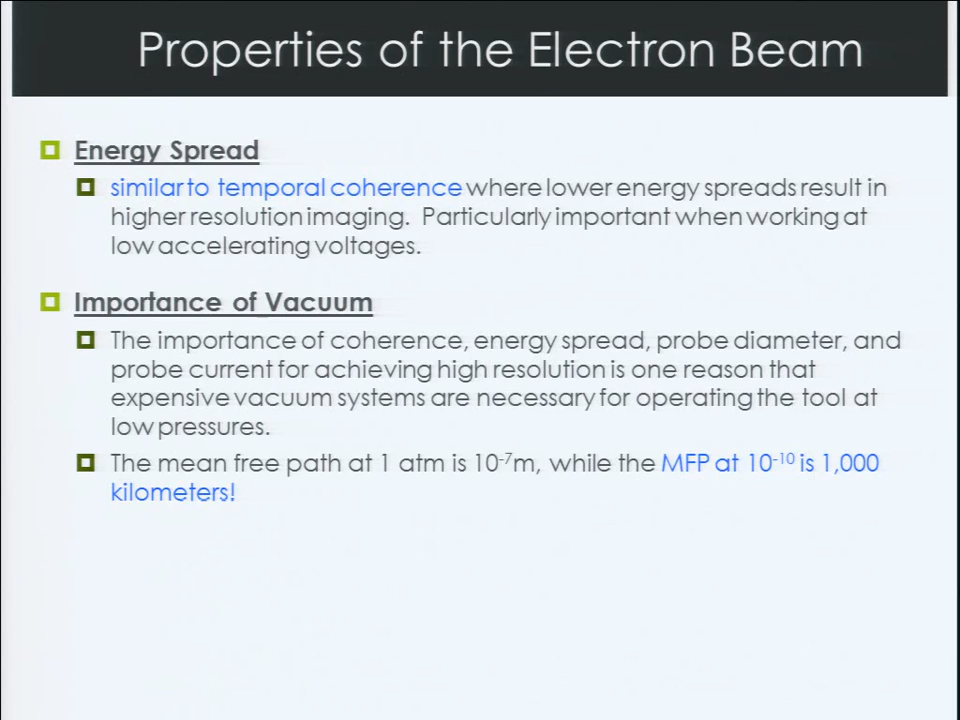 Properties of the Electron Beam
Energy Spread
similar to temporal coherence where lower energy spreads result in
higher resolution imaging. Particularly important when working at
low accelerating voltages.
Importance of Vacuum
The importance of coherence, energy spread, probe diameter, and
probe current for achieving high resolution is one reason that
expensive vacuum systems are necessary for operating the tool at
low pressures.
The mean free path at 1 atm is 10⁻⁷m, while the MFP at 10⁻¹⁰ is 1,000
kilometers!